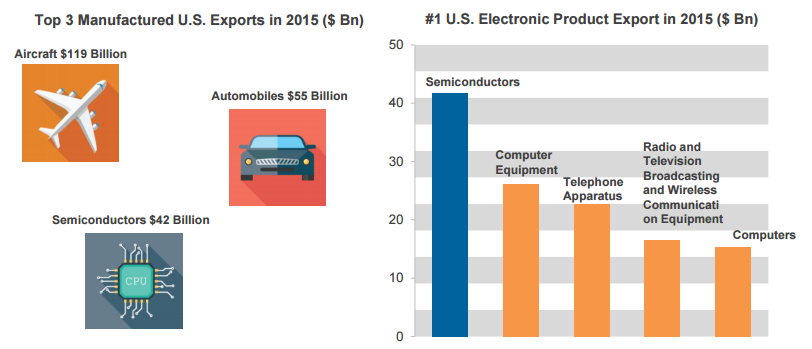 Top 3 Manufactured U.S. Exports in 2015 ($ Bn)
Aircraft $119 Billion
Automobiles $55 Billion
Semiconductors $42 Billion
CPU
#1 U.S. Electronic Product Export in 2015 ($ Bn)
50
40
30
20
10
0
Semiconductors
Computer
Equipment
Telephone
Apparatus
Radio and
Television
Broadcasting
and Wireless
Communicati
on Equipment
Computers